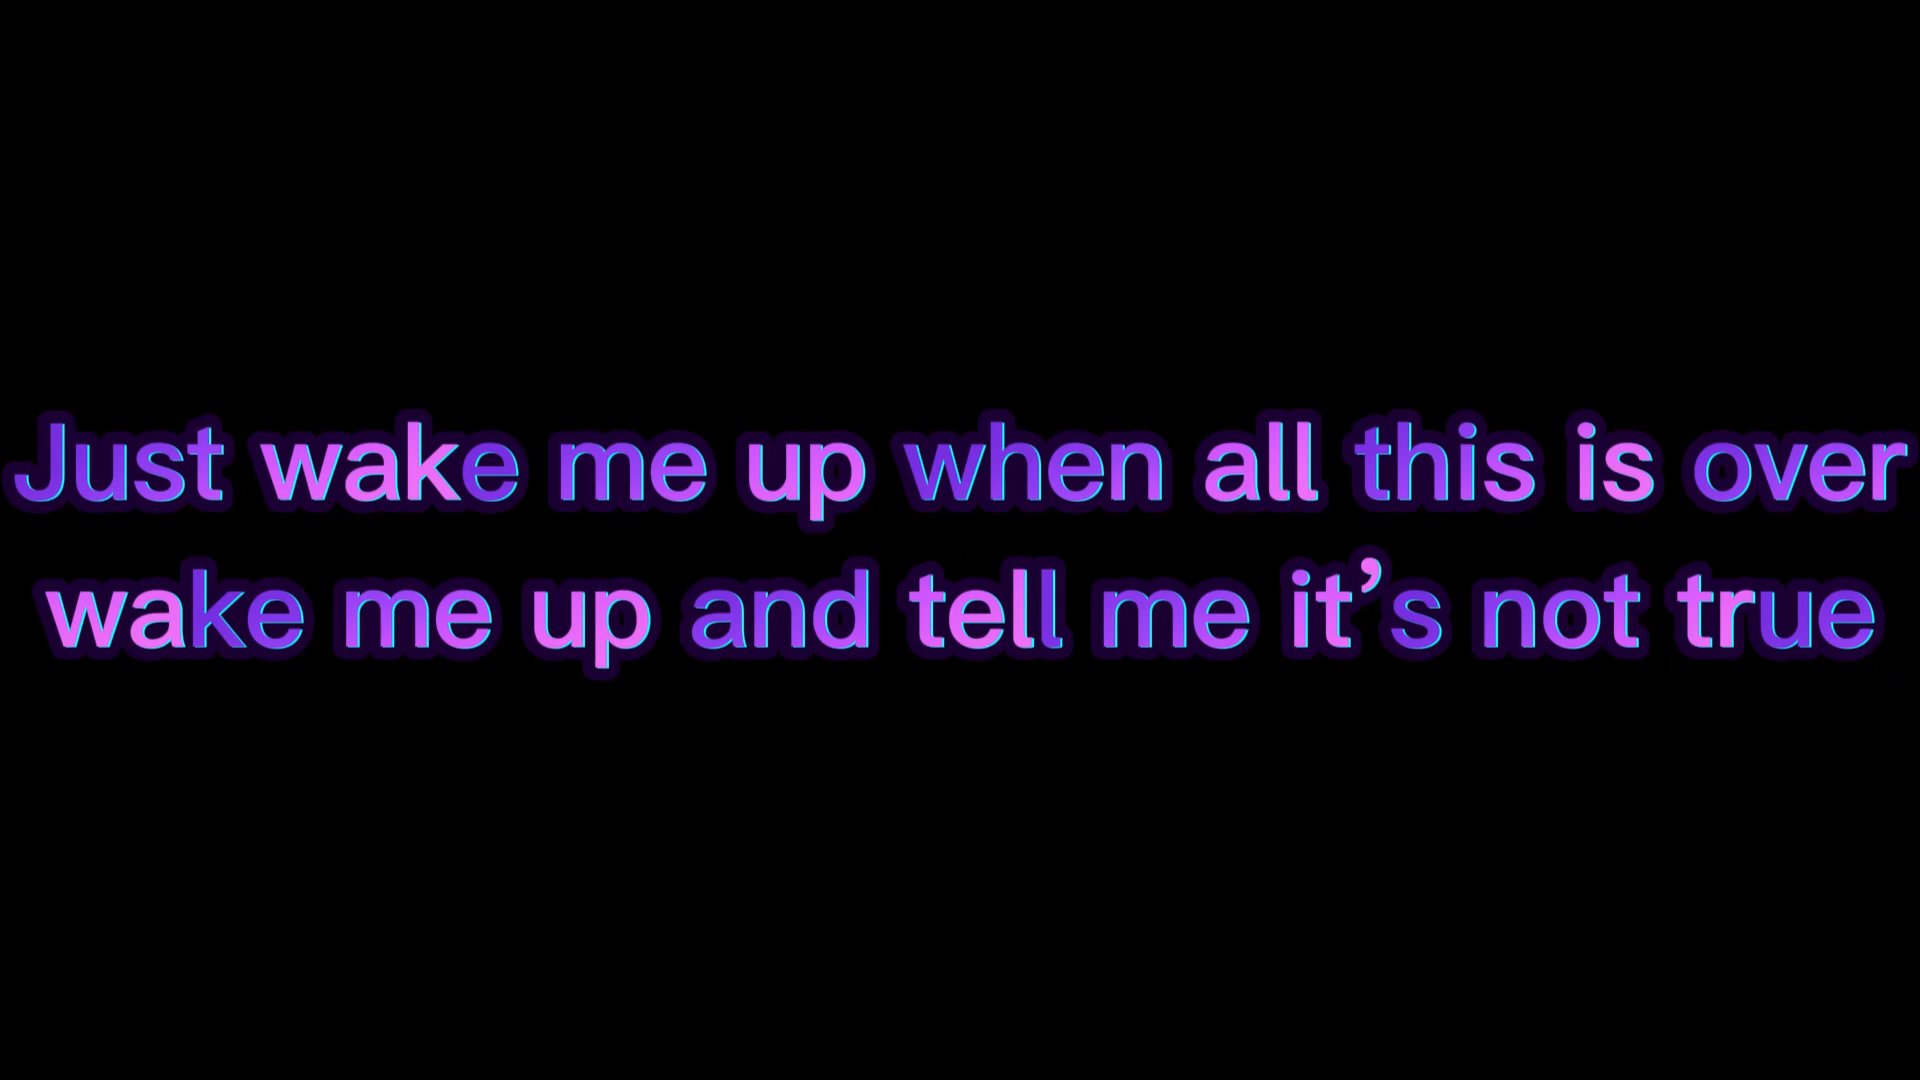 Just wake me up when all this is over
wake me up and tell me it’s not true